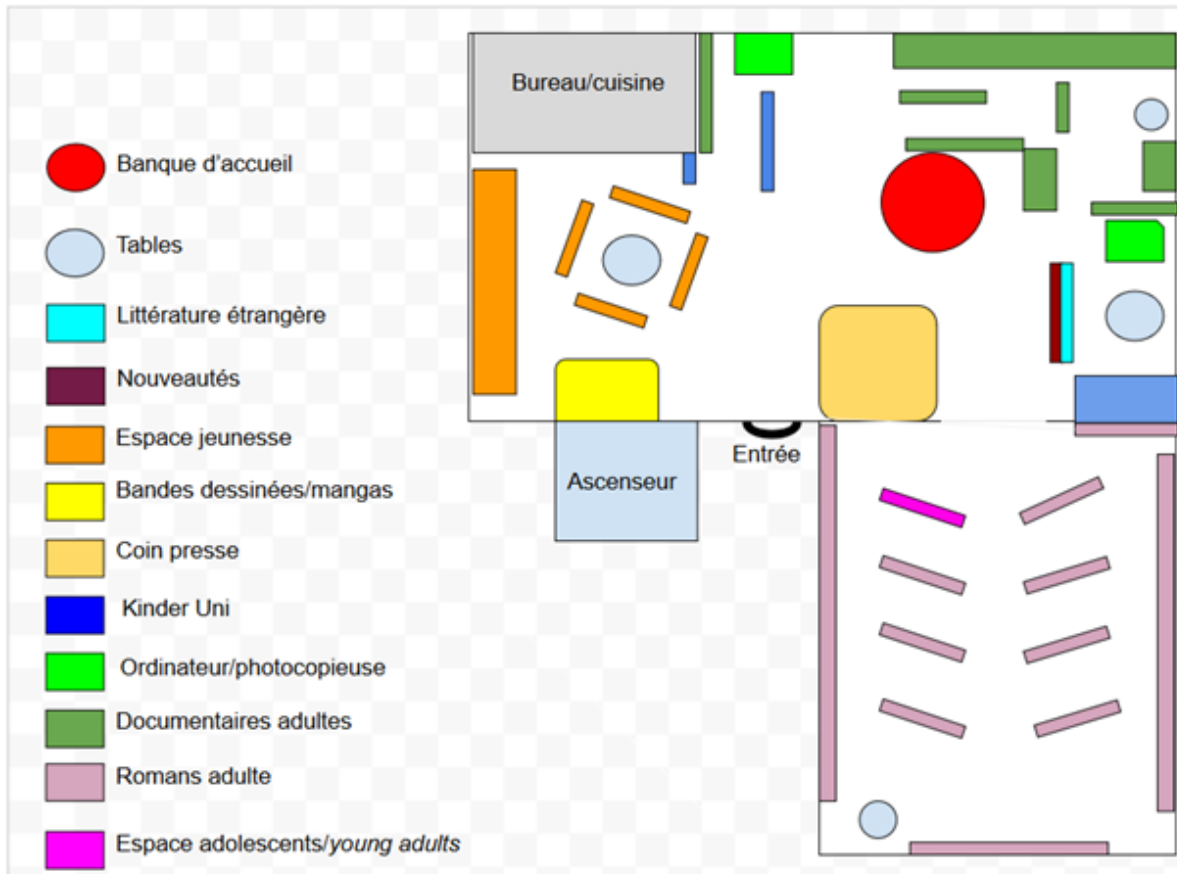 Banque d'accueil
Tables
Littérature étrangère
Nouveautés
Espace jeunesse
Bandes dessinées/mangas
Coin presse
Kinder Uni
Ordinateur/photocopieuse
Documentaires adultes
Romans adulte
Espace adolescents/young adults
Bureau/cuisine
Entrée
Ascenseur